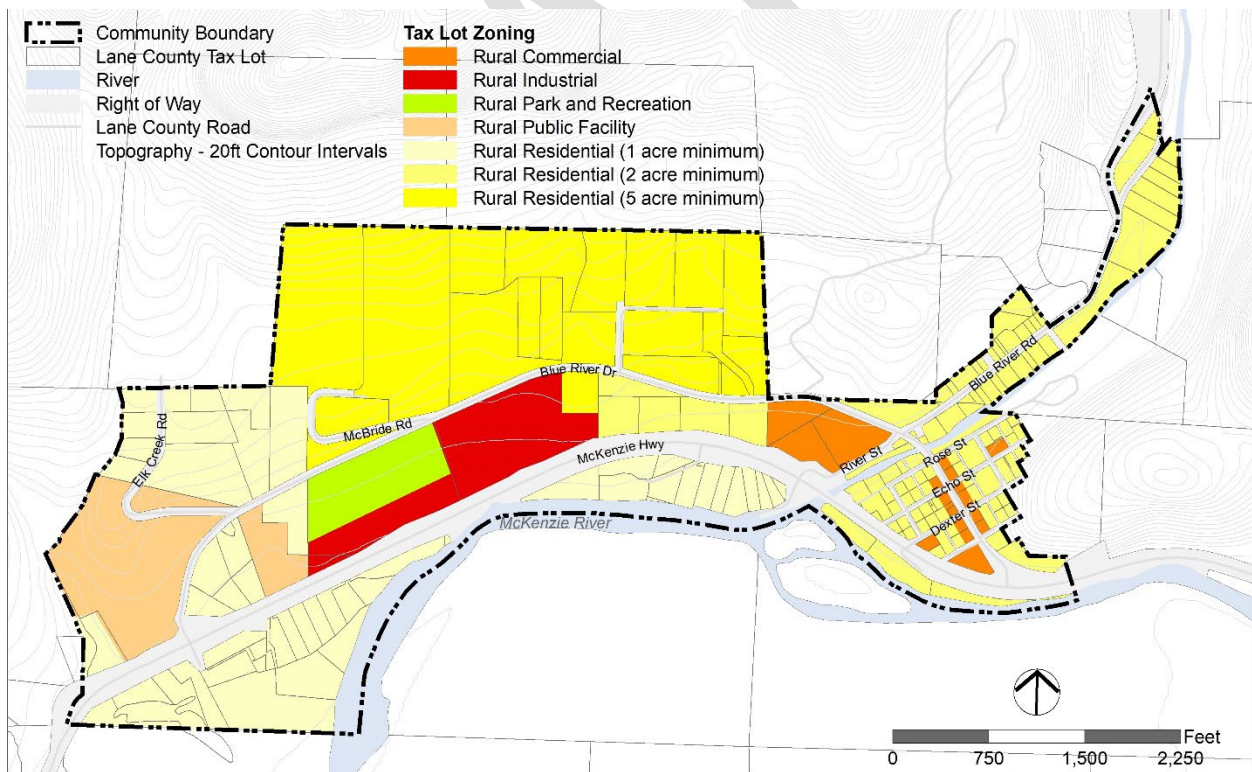 Community Boundary
Lane County Tax Lot
River
Right of Way
Lane County Road
Topography - 20ft Contour Intervals
Tax Lot Zoning
Rural Commercial
Rural Industrial
Rural Park and Recreation
Rural Public Facility
Rural Residential (1 acre minimum)
Rural Residential (2 acre minimum)
Rural Residential (5 acre minimum)
Blue River Rd
Blue River Dr
McBride Rd
Elk Creek Rd
McKenzie Hwy
River St
Rose St
Echo St
Dexter St
McKenzie River
Feet
0 750 1,500 2,250